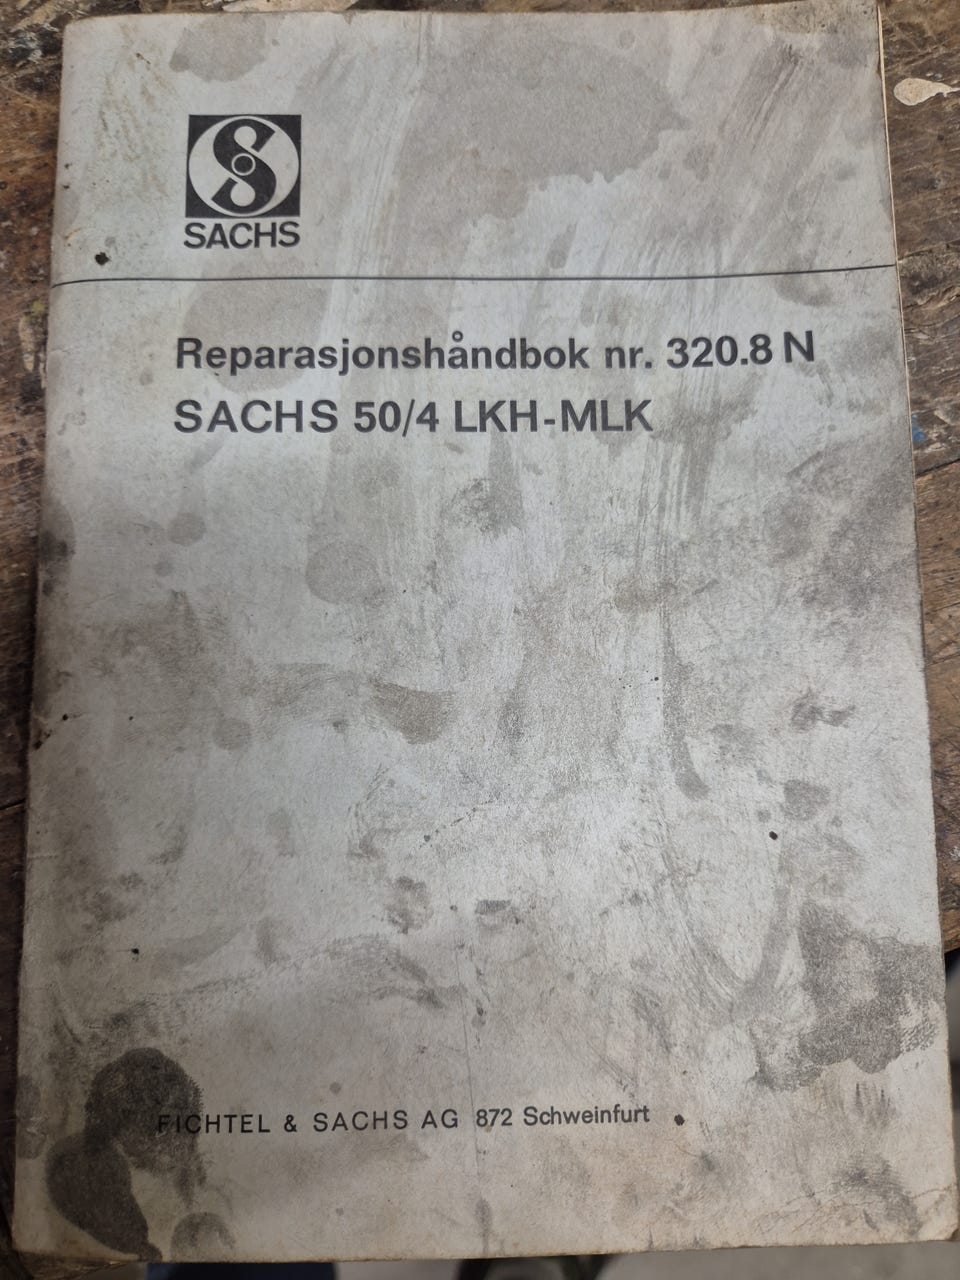 SACHS
Reparasjonshåndbok nr. 320.8 N
SACHS 50/4 LKH-MLK
FICHTEL & SACHS AG 872 Schweinfurt